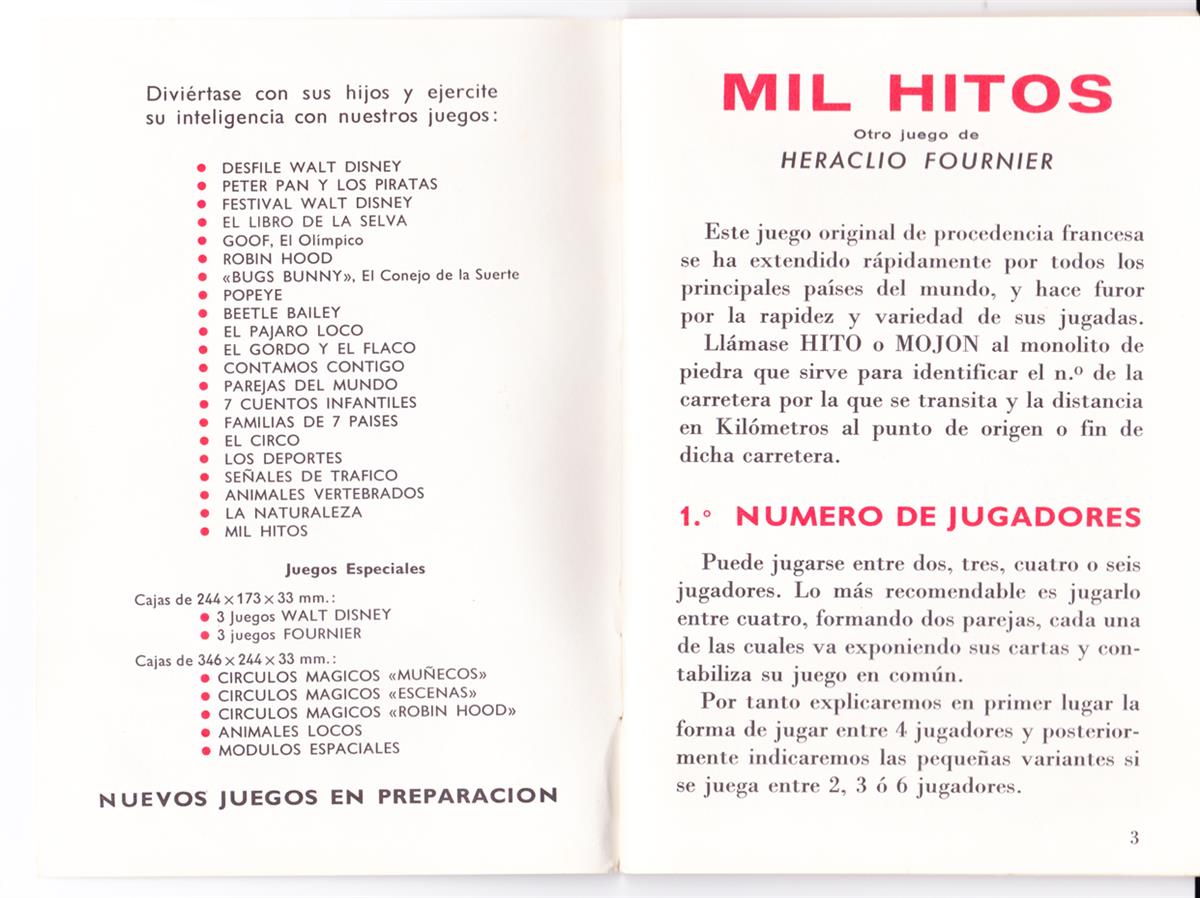 Diviértase con sus hijos y ejercite
su inteligencia con nuestros juegos:
● DESFILE WALT DISNEY
● PETER PAN Y LOS PIRATAS
● FESTIVAL WALT DISNEY
● EL LIBRO DE LA SELVA
● GOOF, El Olímpico
● ROBIN HOOD
● «BUGS BUNNY», El Conejo de la Suerte
● POPEYE
● BEETLE BAILEY
● EL PAJARO LOCO
● EL GORDO Y EL FLACO
● CONTAMOS CONTIGO
● PAREJAS DEL MUNDO
● 7 CUENTOS INFANTILES
● FAMILIAS DE 7 PAISES
● EL CIRCO
● LOS DEPORTES
● SEÑALES DE TRAFICO
● ANIMALES VERTEBRADOS
● LA NATURALEZA
● MIL HITOS
Juegos Especiales
Cajas de 244 × 173 × 33 mm.:
● 3 Juegos WALT DISNEY
● 3 juegos FOURNIER
Cajas de 346 × 244 × 33 mm.:
● CIRCULOS MAGICOS «MUÑECOS»
● CIRCULOS MAGICOS «ESCENAS»
● CIRCULOS MAGICOS «ROBIN HOOD»
● ANIMALES LOCOS
● MODULOS ESPACIALES
NUEVOS JUEGOS EN PREPARACION
MIL HITOS
Otro juego de
HERACLIO FOURNIER
Este juego original de procedencia francesa
se ha extendido rápidamente por todos los
principales países del mundo, y hace furor
por la rapidez y variedad de sus jugadas.
Llámase HITO o MOJON al monolito de
piedra que sirve para identificar el n.º de la
carretera por la que se transita y la distancia
en Kilómetros al punto de origen o fin de
dicha carretera.
1.º NUMERO DE JUGADORES
Puede jugarse entre dos, tres, cuatro o seis
jugadores. Lo más recomendable es jugarlo
entre cuatro, formando dos parejas, cada una
de las cuales va exponiendo sus cartas y con-
tabiliza su juego en común.
Por tanto explicaremos en primer lugar la
forma de jugar entre 4 jugadores y posterior-
mente indicaremos las pequeñas variantes si
se juega entre 2, 3 ó 6 jugadores.
3